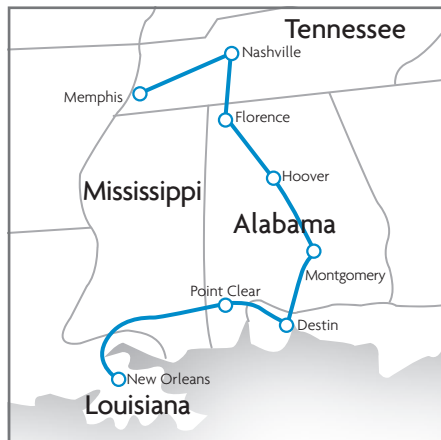 Tennessee
Nashville
Memphis
Florence
Hoover
Mississippi
Alabama
Montgomery
Point Clear
Destin
New Orleans
Louisiana